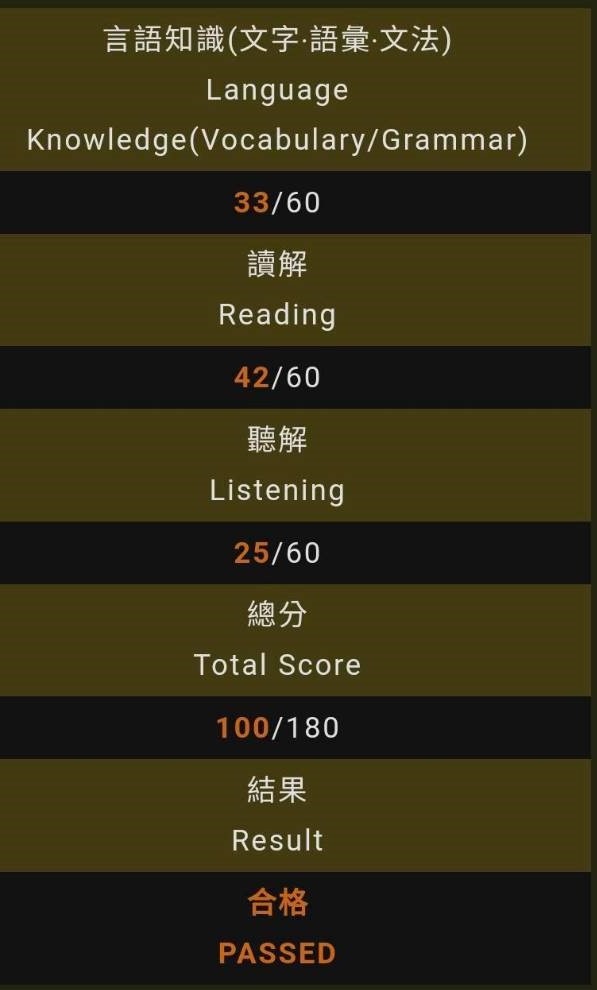 言語知識(文字·語彙·文法)
Language
Knowledge(Vocabulary/Grammar)
33/60
讀解
Reading
42/60
聽解
Listening
25/60
總分
Total Score
100/180
結果
Result
合格
PASSED